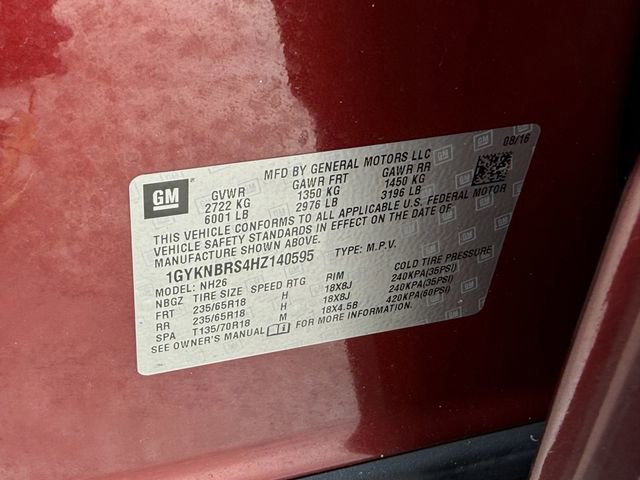 08/16
MFD BY GENERAL MOTORS LLC
GM
GVWR GAWR FRT GAWR RR
2722 KG 1350 KG 1450 KG
6001 LB 2976 LB 3196 LB
THIS VEHICLE CONFORMS TO ALL APPLICABLE U.S. FEDERAL MOTOR
VEHICLE SAFETY STANDARDS IN EFFECT ON THE DATE OF
MANUFACTURE SHOWN ABOVE.
1GYKNBRS4HZ140595 TYPE: M.P.V.
MODEL: NH26
NBGZ TIRE SIZE SPEED RTG RIM COLD TIRE PRESSURE
FRT 235/65R18 H 18X8J 240KPA(35PSI)
RR 235/65R18 H 18X8J 240KPA(35PSI)
SPA T135/70R18 M 18X4.5B 420KPA(60PSI)
SEE OWNER'S MANUAL FOR MORE INFORMATION.